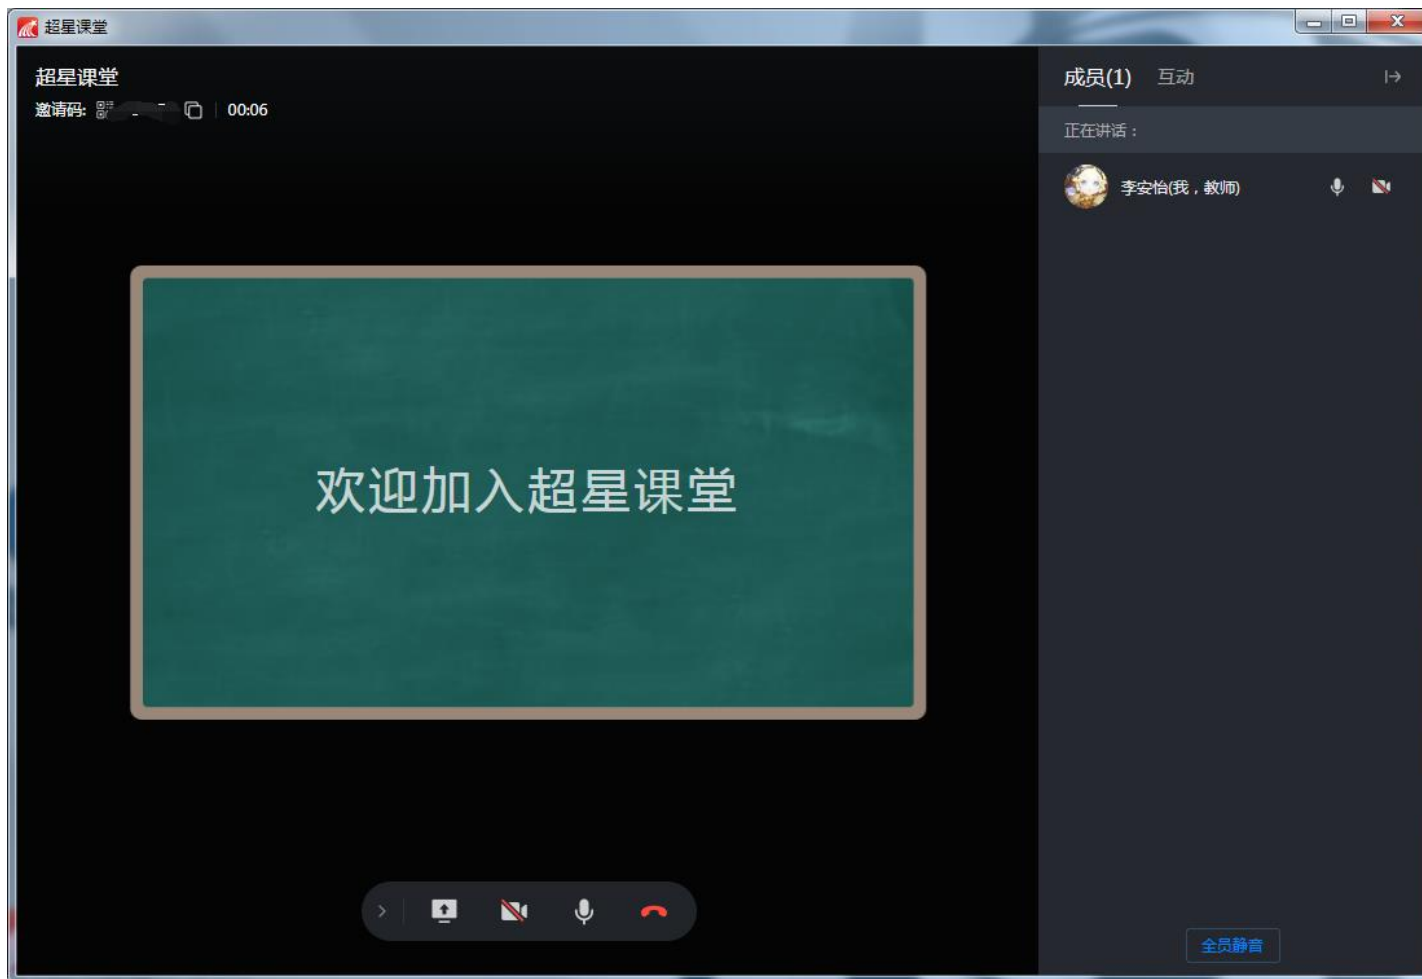 超星课堂
超星课堂
邀请码:
00:06
成员(1) 互动
正在讲话：
李安怡(我，教师)
欢迎加入超星课堂
全员静音